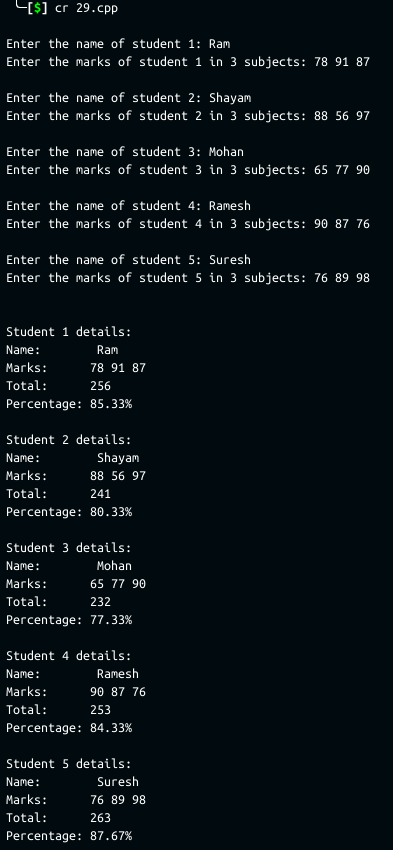 ╰─[$] cr 29.cpp
Enter the name of student 1: Ram
Enter the marks of student 1 in 3 subjects: 78 91 87
Enter the name of student 2: Shayam
Enter the marks of student 2 in 3 subjects: 88 56 97
Enter the name of student 3: Mohan
Enter the marks of student 3 in 3 subjects: 65 77 90
Enter the name of student 4: Ramesh
Enter the marks of student 4 in 3 subjects: 90 87 76
Enter the name of student 5: Suresh
Enter the marks of student 5 in 3 subjects: 76 89 98
Student 1 details:
Name:        Ram
Marks:      78 91 87
Total:      256
Percentage: 85.33%
Student 2 details:
Name:        Shayam
Marks:      88 56 97
Total:      241
Percentage: 80.33%
Student 3 details:
Name:        Mohan
Marks:      65 77 90
Total:      232
Percentage: 77.33%
Student 4 details:
Name:        Ramesh
Marks:      90 87 76
Total:      253
Percentage: 84.33%
Student 5 details:
Name:        Suresh
Marks:      76 89 98
Total:      263
Percentage: 87.67%